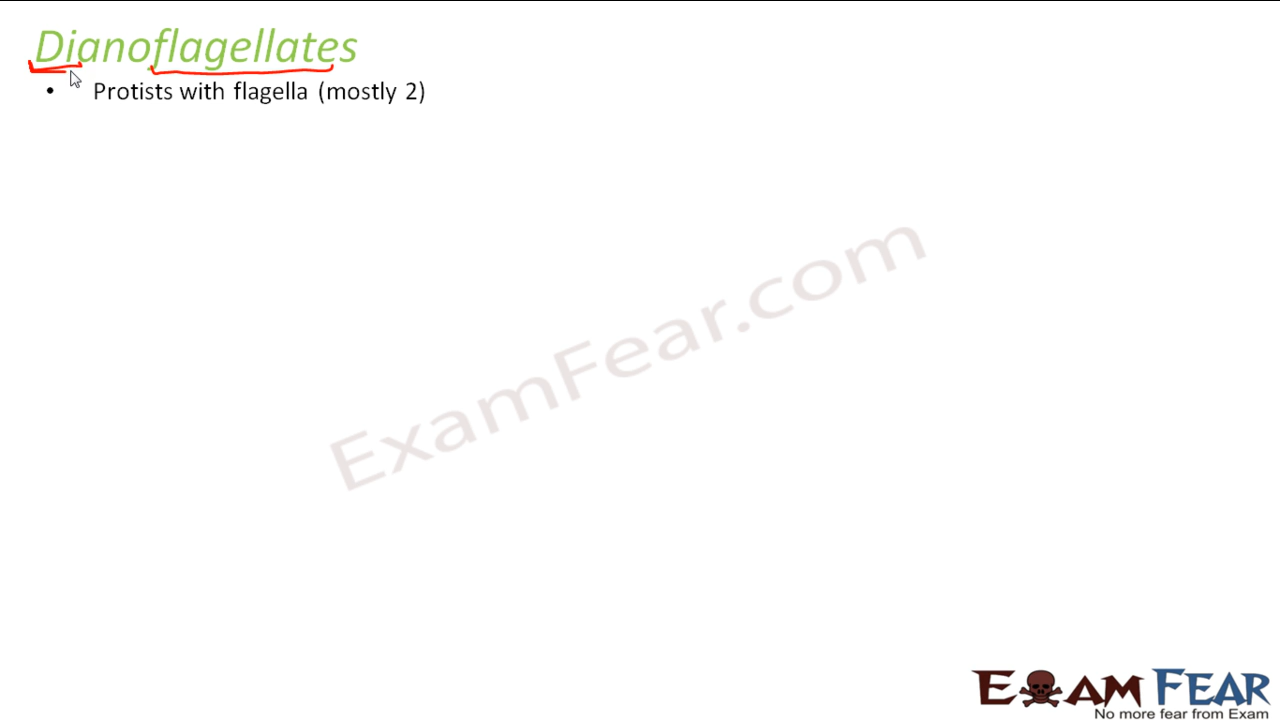 Dianoflagellates
• Protists with flagella (mostly 2)
ExamFear.com
EXAM FEAR
No more fear from Exam